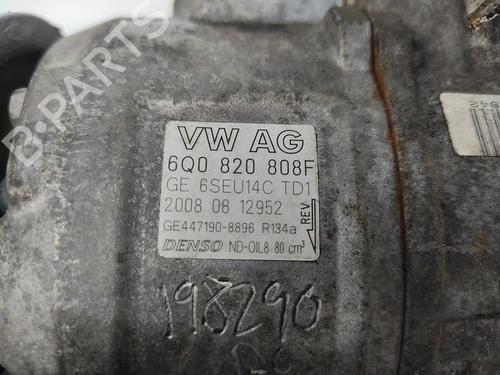 B-PARTS
VW AG
6Q0 820 808F
GE 6SEU14C TD1
2008 08 12952
GE447190-8896 R134a
DENSO ND-OIL8 80 cm³
REV
198290
842